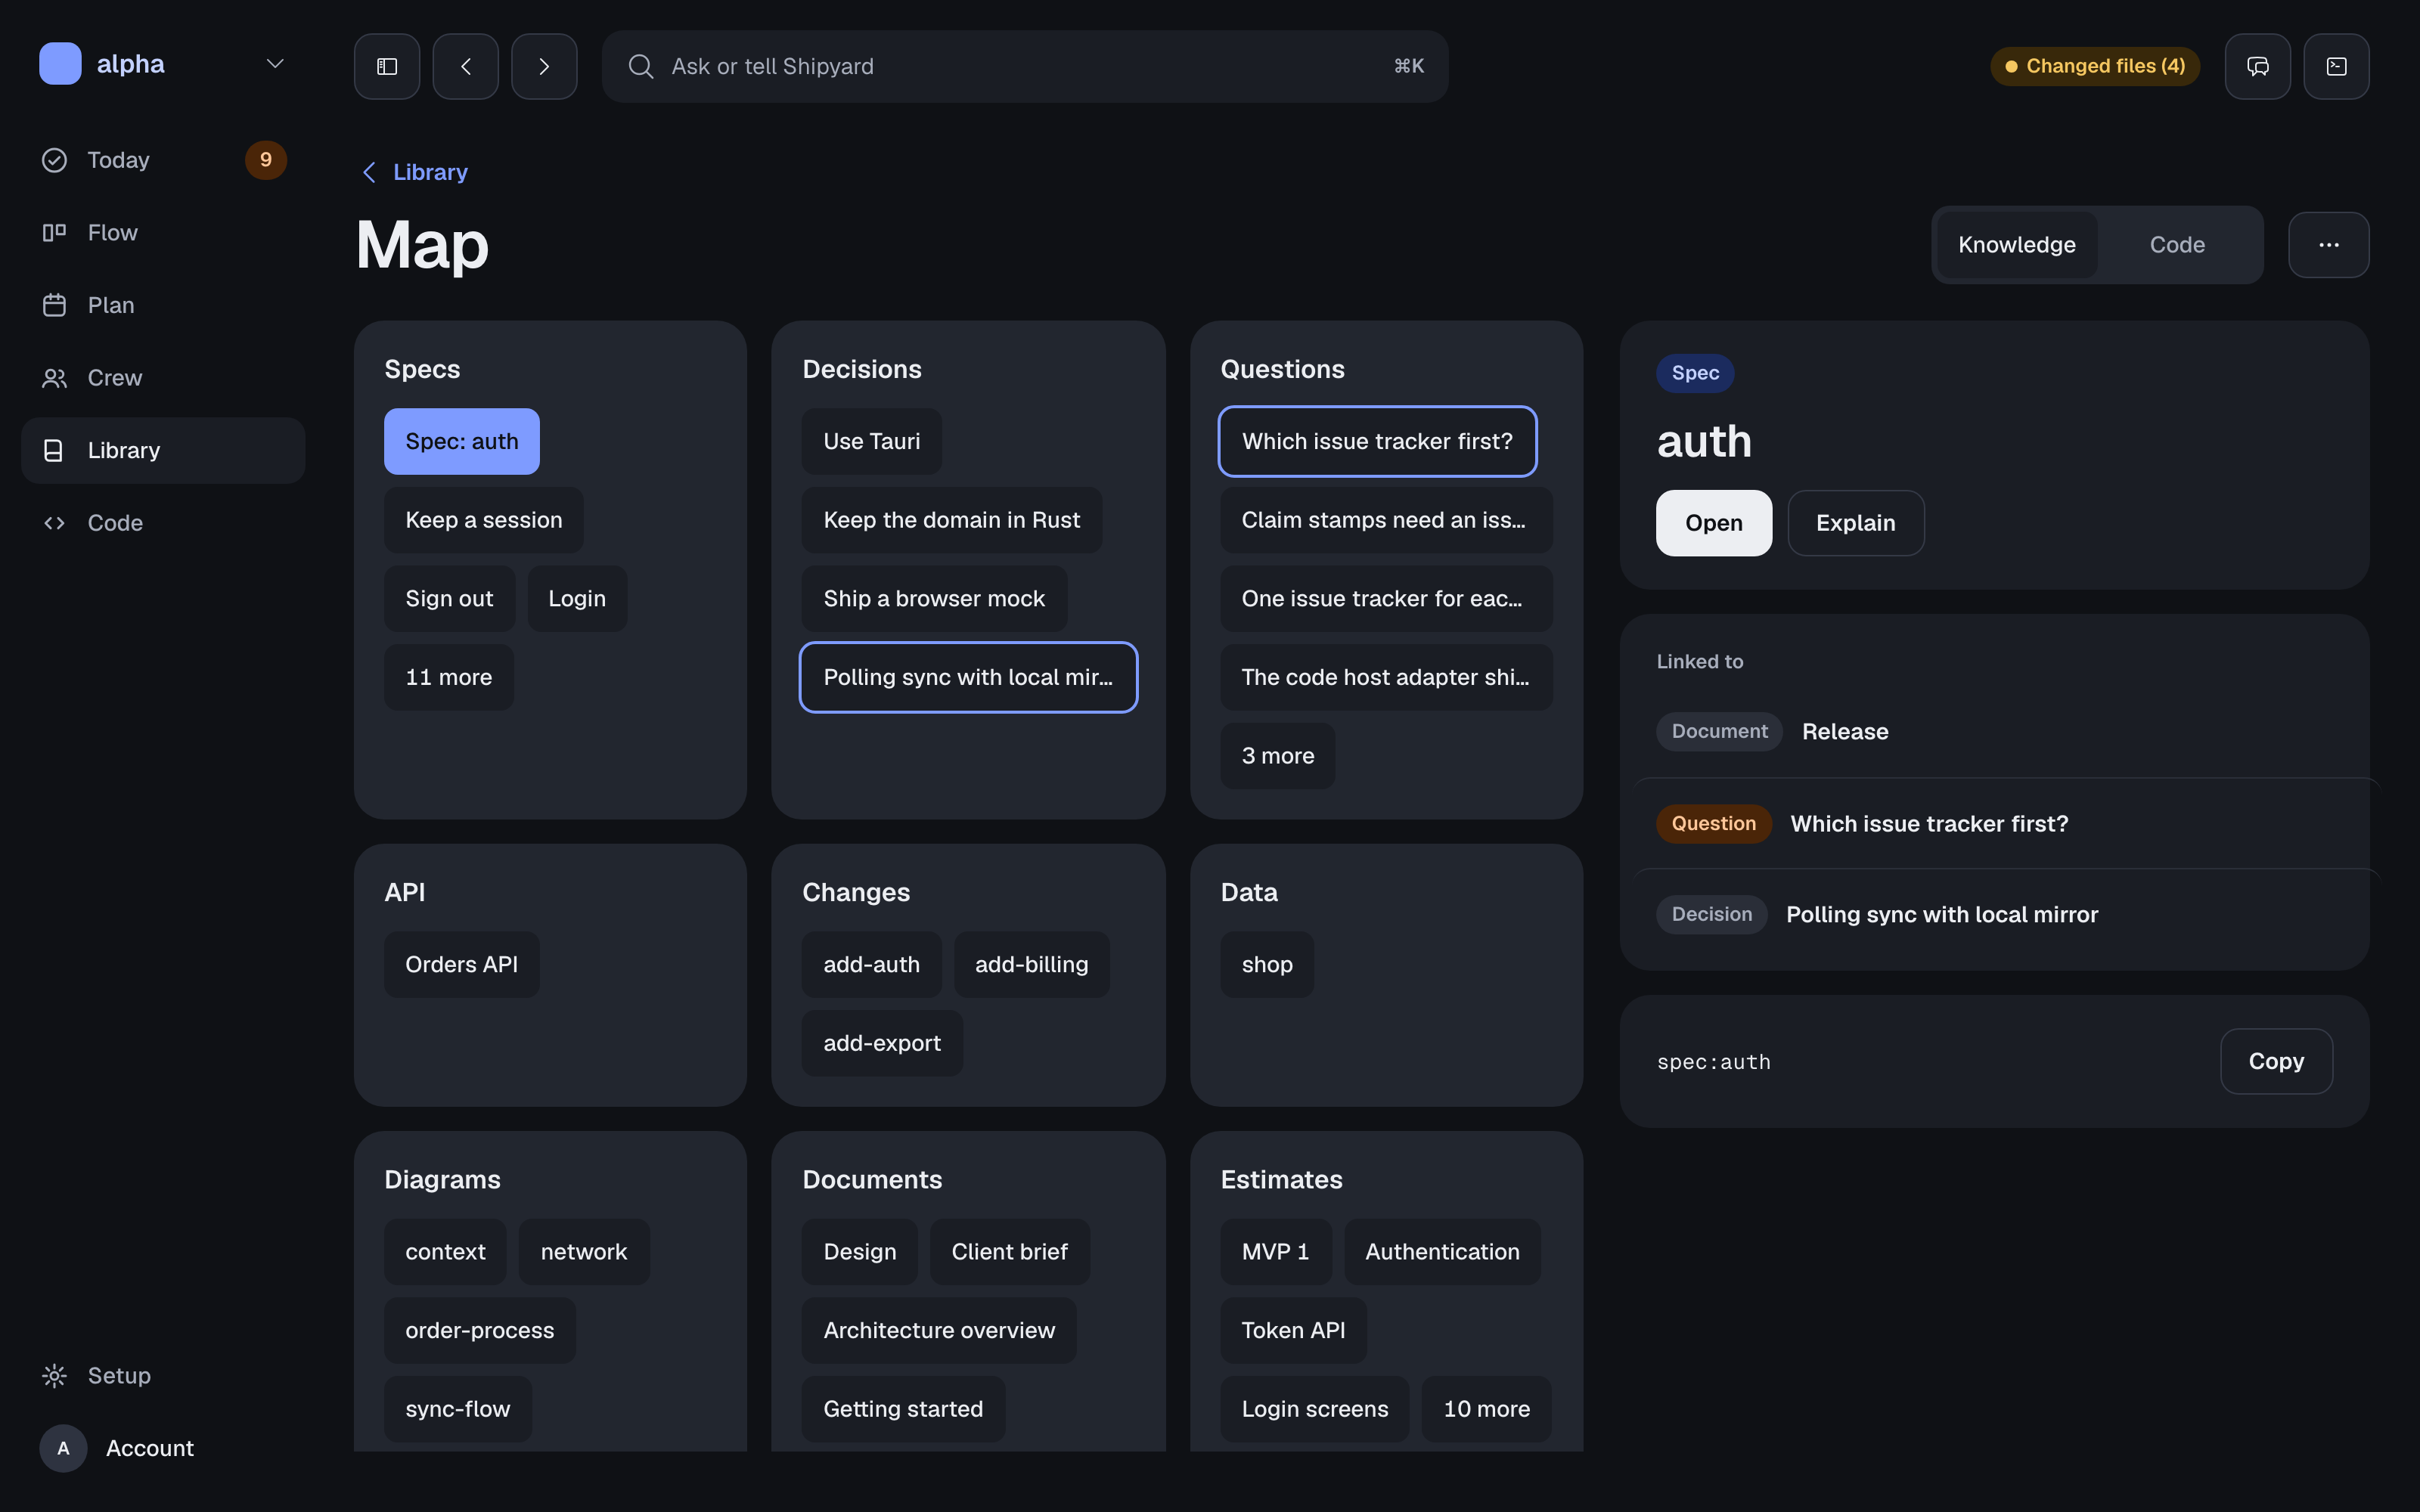 alpha
Ask or tell Shipyard
⌘K
Changed files (4)
Today
9
Flow
Plan
Crew
Library
Code
Setup
A
Account
Library
Map
Knowledge
Code
Specs
Spec: auth
Keep a session
Sign out
Login
11 more
Decisions
Use Tauri
Keep the domain in Rust
Ship a browser mock
Polling sync with local mir...
Questions
Which issue tracker first?
Claim stamps need an iss...
One issue tracker for eac...
The code host adapter shi...
3 more
API
Orders API
Changes
add-auth
add-billing
add-export
Data
shop
Diagrams
context
network
order-process
sync-flow
Documents
Design
Client brief
Architecture overview
Getting started
Estimates
MVP 1
Authentication
Token API
Login screens
10 more
Spec
auth
Open
Explain
Linked to
Document
Release
Question
Which issue tracker first?
Decision
Polling sync with local mirror
spec:auth
Copy